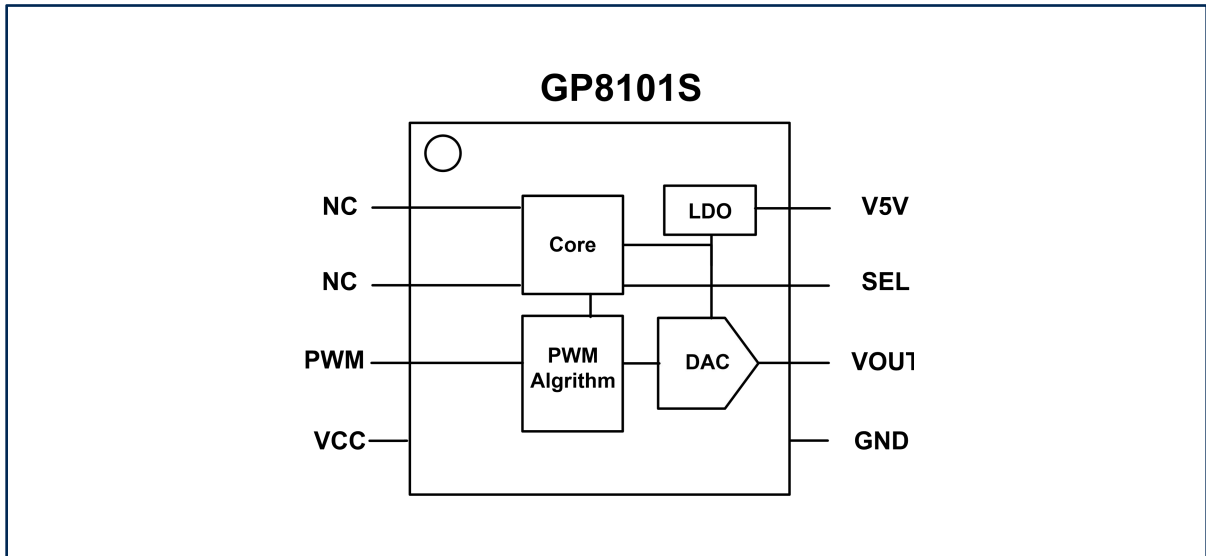 GP8101S
NC
LDO
V5V
Core
NC
SEL
PWM
PWM
Algrithm
DAC
VOUT
VCC
GND